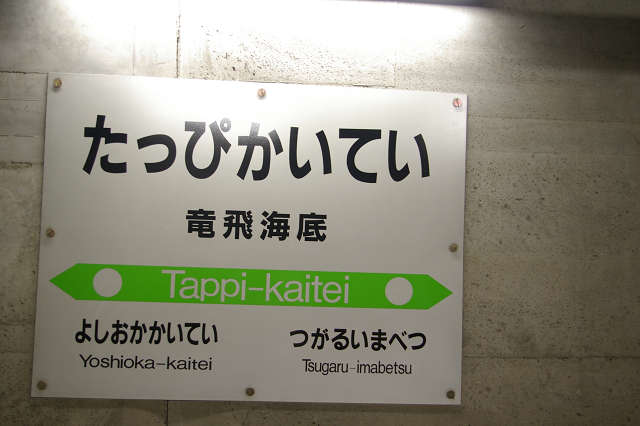 たっぴかいてい
竜飛海底
Tappi-kaitei
よしおかかいてい
Yoshioka-kaitei
つがるいまべつ
Tsugaru-imabetsu